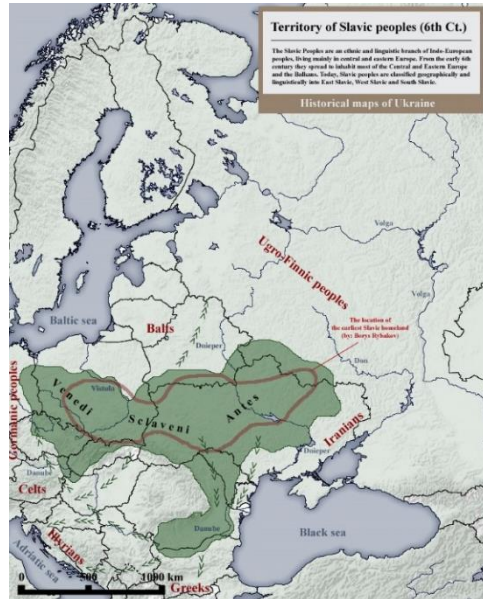 Territory of Slavic peoples (6th Ct.)
The Slavic Peoples are an ethnic and linguistic branch of Indo-European
peoples, living mainly in central and eastern Europe. From the early 6th
century they spread to inhabit most of the Central and Eastern Europe
and the Balkans. Today, Slavic peoples are classified geographically and
linguistically into East Slavic, West Slavic and South Slavic.
Historical maps of Ukraine
Volga
Ugro-Finnic peoples
Volga
Baltic sea
Balts
The location of
the earliest Slavic homeland
(by: Borys Rybakov)
Dnieper
Don
Germanic peoples
Venedi
Vistula
Sclaveni
Antes
Iranians
Dnieper
Danube
Celts
Illyrians
Danube
Black sea
Adriatic sea
Greeks
0 500 1000 km